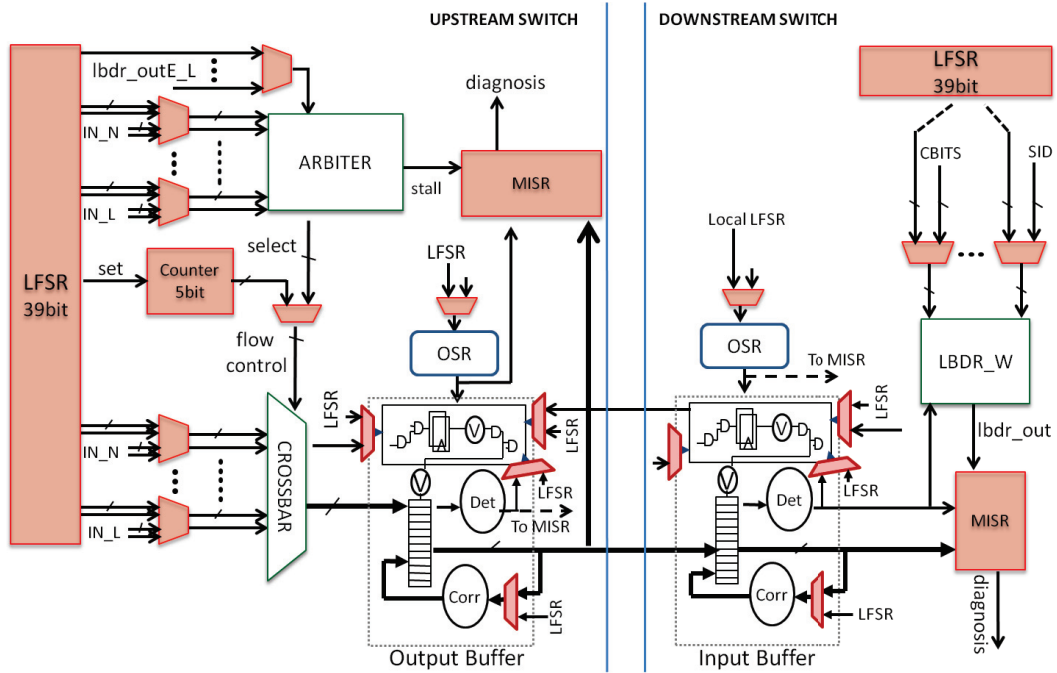 UPSTREAM SWITCH
DOWNSTREAM SWITCH
LFSR
39bit
lbdr_outE_L
IN_N
IN_L
ARBITER
stall
diagnosis
MISR
select
set
Counter
5bit
flow
control
LFSR
OSR
LFSR
LFSR
CROSSBAR
IN_N
IN_L
V
V
Det
LFSR
To MISR
Corr
LFSR
Output Buffer
Local LFSR
OSR
To MISR
LFSR
V
V
Det
LFSR
Corr
LFSR
Input Buffer
LFSR
39bit
CBITS
SID
LBDR_W
lbdr_out
MISR
diagnosis